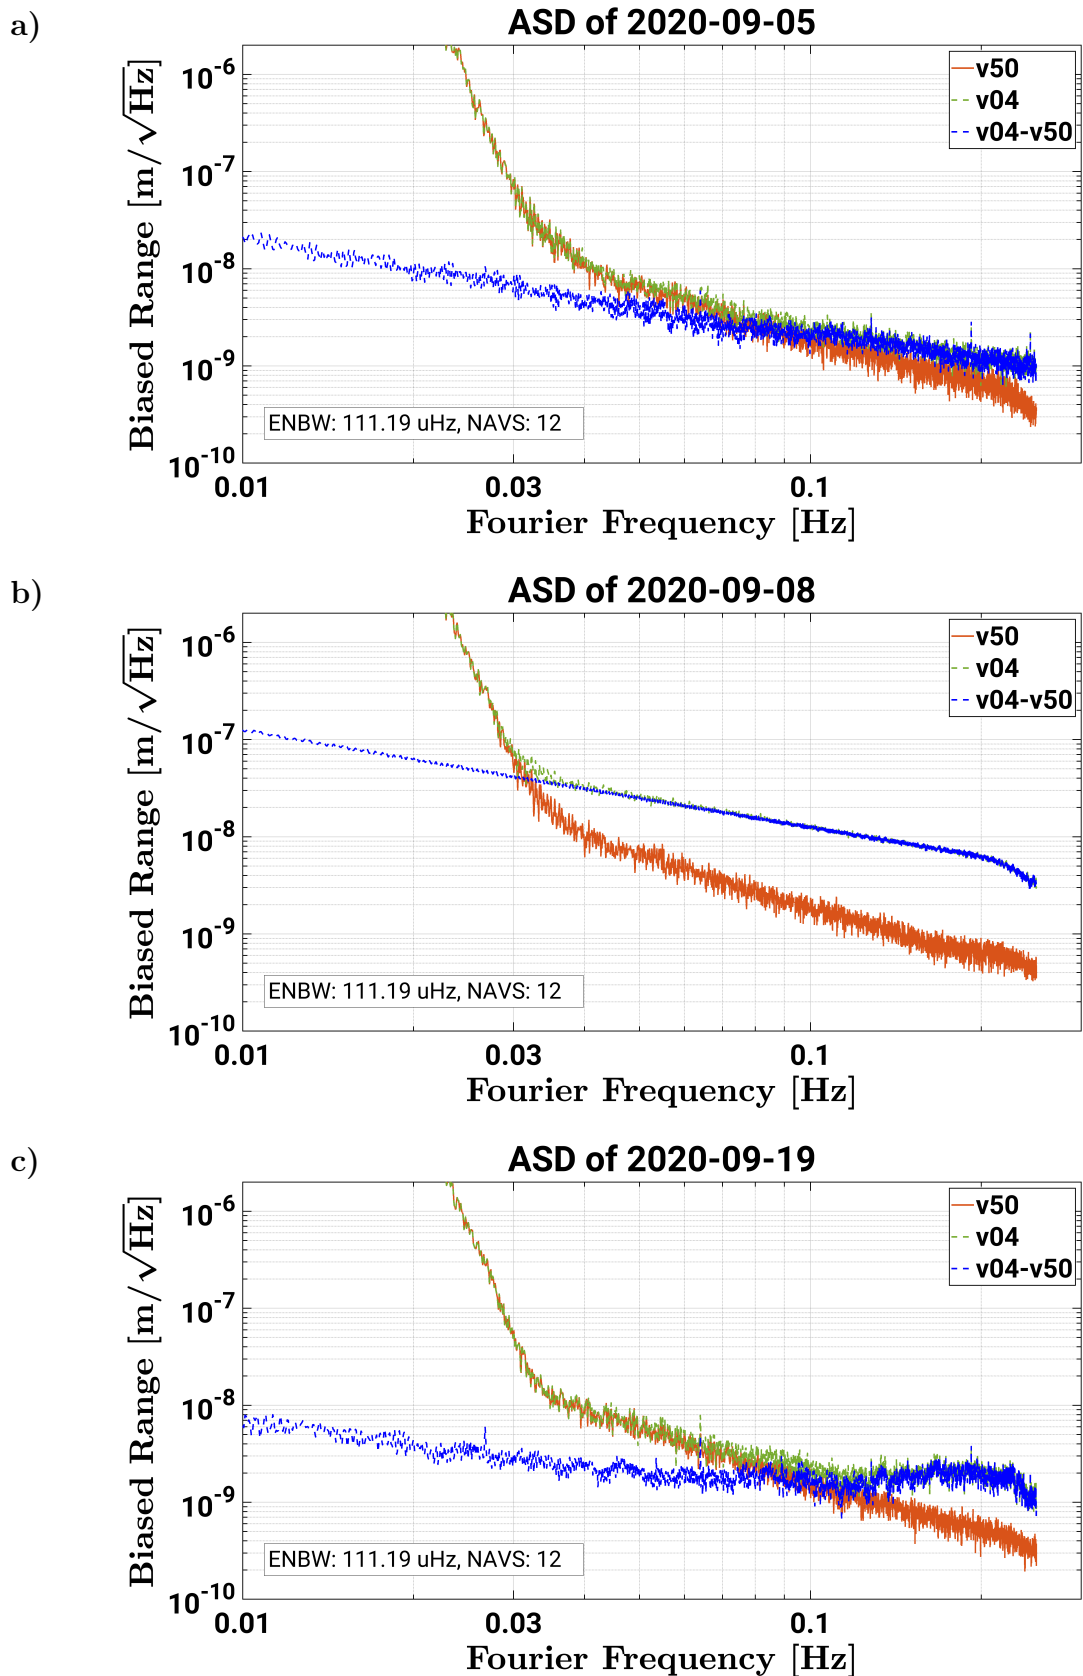 a)
ASD of 2020-09-05
Biased Range [m/√Hz]
10-6
10-7
10-8
10-9
10-10
v50
v04
v04-v50
ENBW: 111.19 uHz, NAVS: 12
0.01
0.03
0.1
Fourier Frequency [Hz]
b)
ASD of 2020-09-08
Biased Range [m/√Hz]
10-6
10-7
10-8
10-9
10-10
v50
v04
v04-v50
ENBW: 111.19 uHz, NAVS: 12
0.01
0.03
0.1
Fourier Frequency [Hz]
c)
ASD of 2020-09-19
Biased Range [m/√Hz]
10-6
10-7
10-8
10-9
10-10
v50
v04
v04-v50
ENBW: 111.19 uHz, NAVS: 12
0.01
0.03
0.1
Fourier Frequency [Hz]